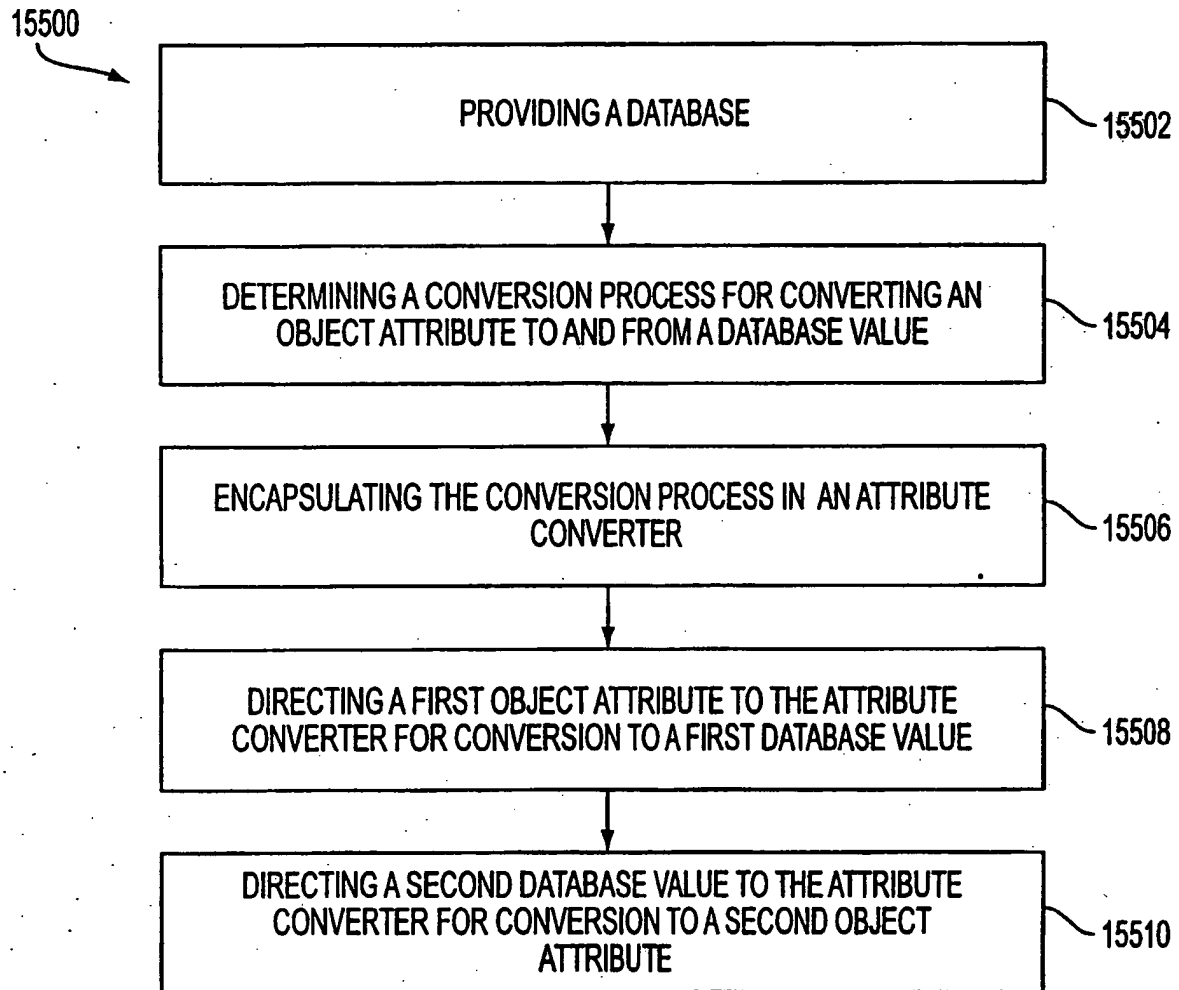 15500
PROVIDING A DATABASE
15502
DETERMINING A CONVERSION PROCESS FOR CONVERTING AN
OBJECT ATTRIBUTE TO AND FROM A DATABASE VALUE
15504
ENCAPSULATING THE CONVERSION PROCESS IN AN ATTRIBUTE
CONVERTER
15506
DIRECTING A FIRST OBJECT ATTRIBUTE TO THE ATTRIBUTE
CONVERTER FOR CONVERSION TO A FIRST DATABASE VALUE
15508
DIRECTING A SECOND DATABASE VALUE TO THE ATTRIBUTE
CONVERTER FOR CONVERSION TO A SECOND OBJECT
ATTRIBUTE
15510